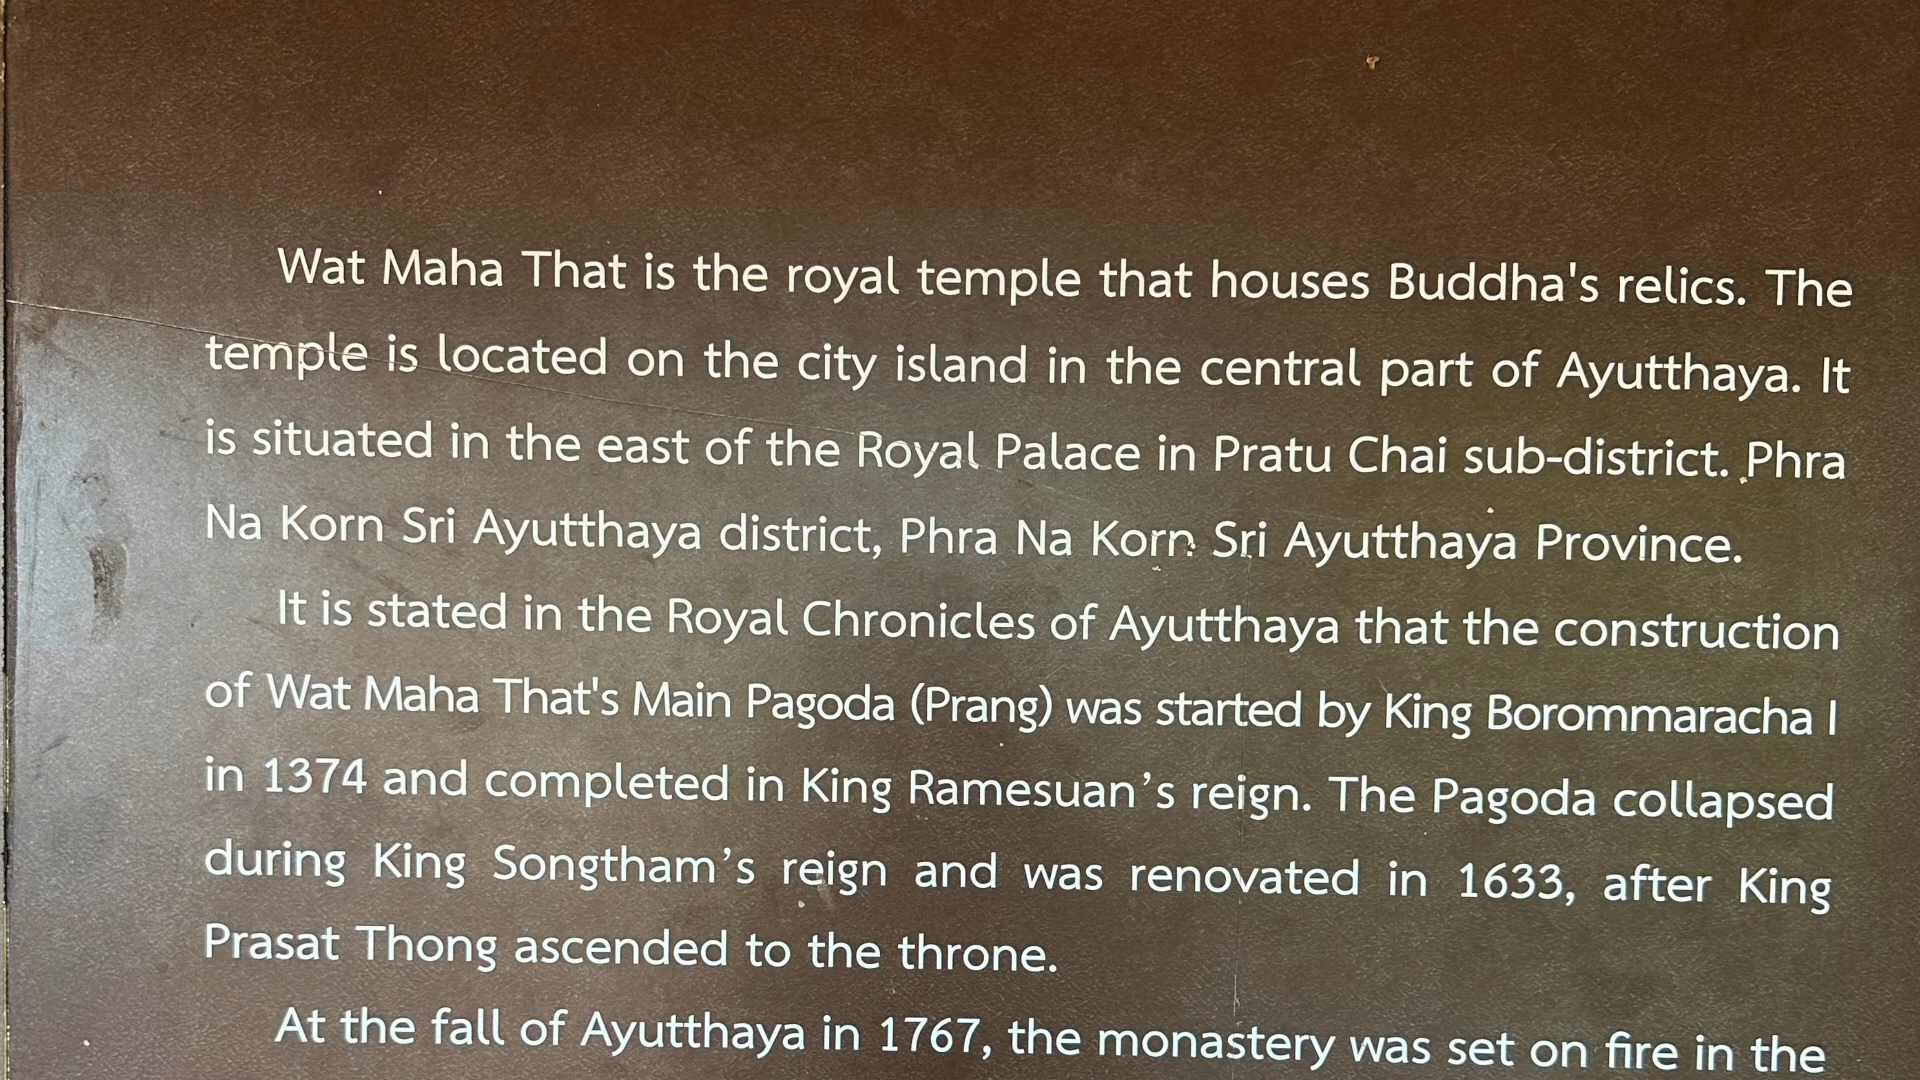 Wat Maha That is the royal temple that houses Buddha's relics. The
temple is located on the city island in the central part of Ayutthaya. It
is situated in the east of the Royal Palace in Pratu Chai sub-district. Phra
Na Korn Sri Ayutthaya district, Phra Na Korn Sri Ayutthaya Province.
It is stated in the Royal Chronicles of Ayutthaya that the construction
of Wat Maha That's Main Pagoda (Prang) was started by King Borommaracha I
in 1374 and completed in King Ramesuan’s reign. The Pagoda collapsed
during King Songtham’s reign and was renovated in 1633, after King
Prasat Thong ascended to the throne.
At the fall of Ayutthaya in 1767, the monastery was set on fire in the